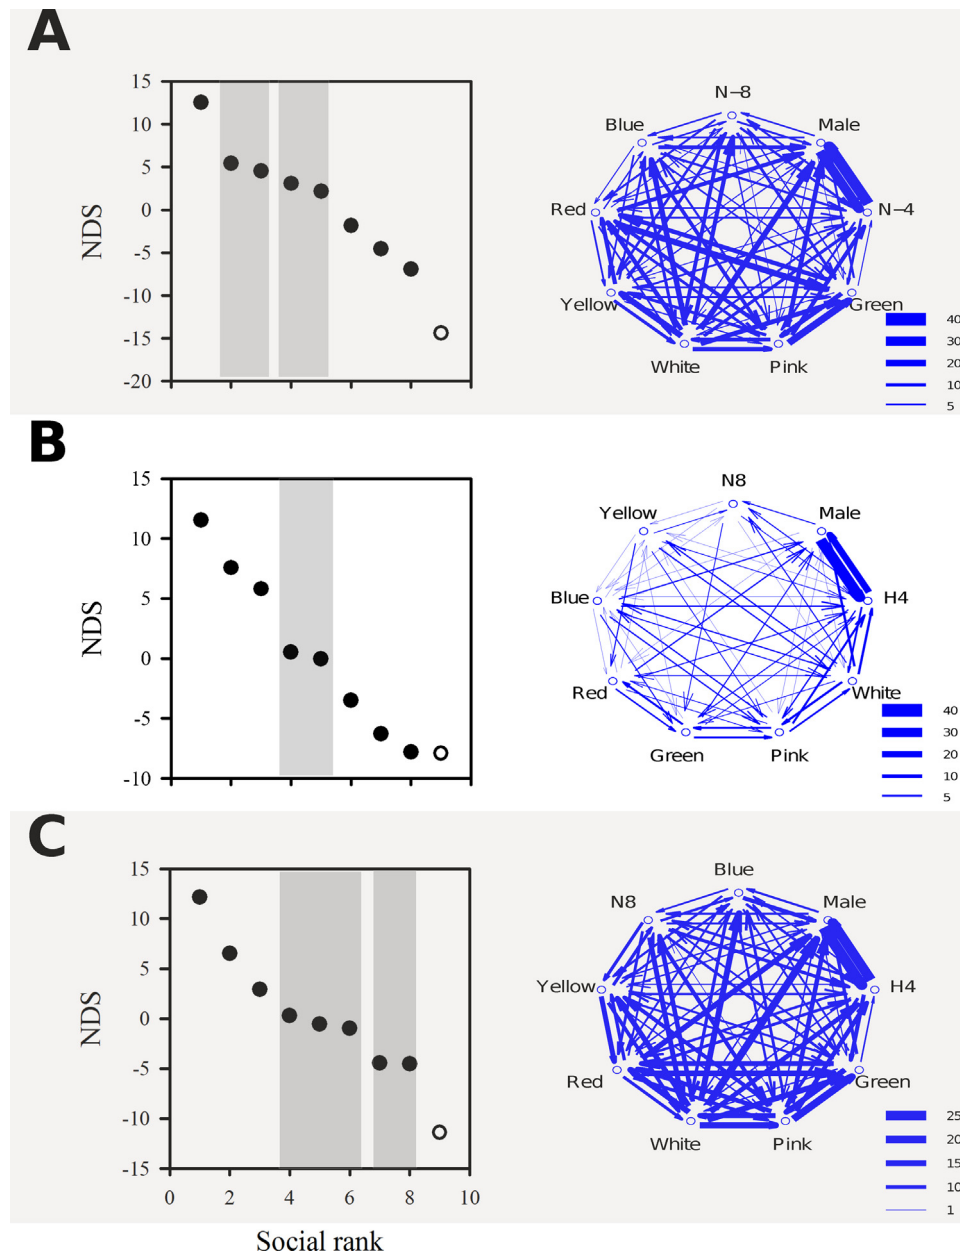 A
15
10
5
0
-5
-10
-15
-20
NDS
N–8
Blue
Male
Red
N–4
Yellow
Green
White
Pink
40
30
20
10
5
B
15
10
5
0
-5
-10
NDS
N8
Yellow
Male
Blue
H4
Red
White
Green
Pink
40
30
20
10
5
C
15
10
5
0
-5
-10
-15
NDS
0 2 4 6 8 10
Social rank
Blue
N8
Male
Yellow
H4
Red
Green
White
Pink
25
20
15
10
1